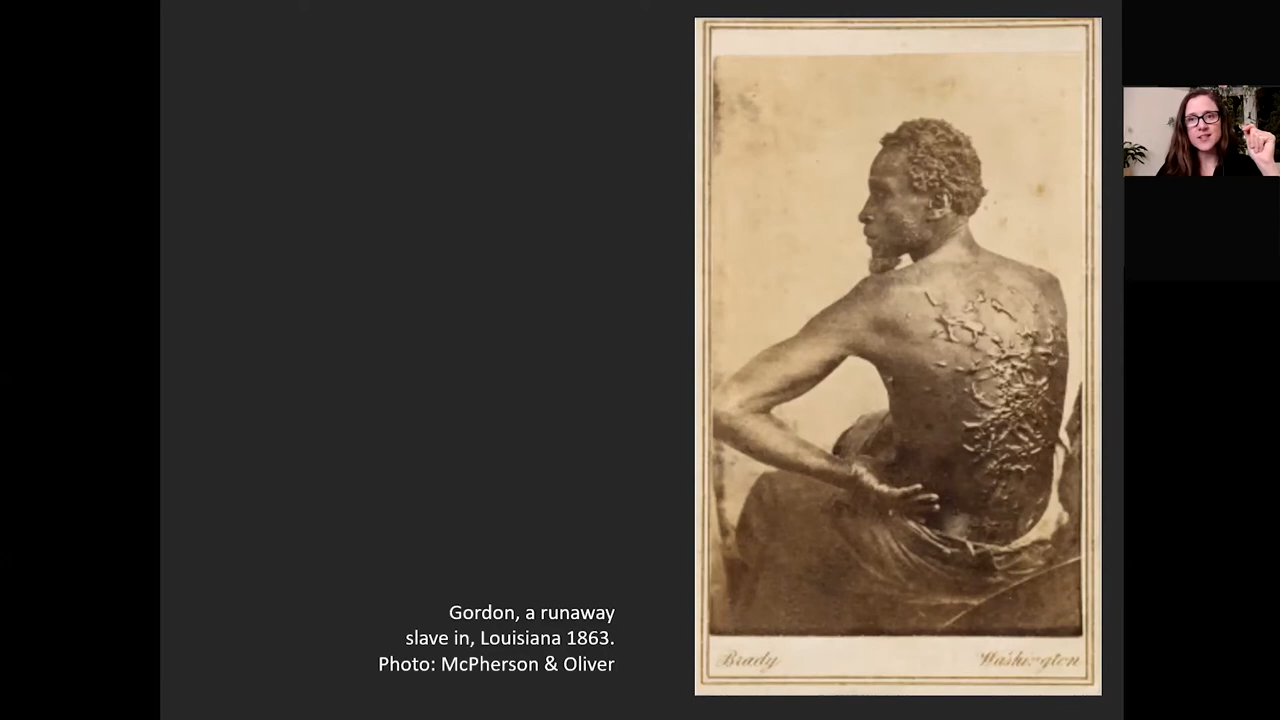 Gordon, a runaway
slave in, Louisiana 1863.
Photo: McPherson & Oliver
Brady Washington